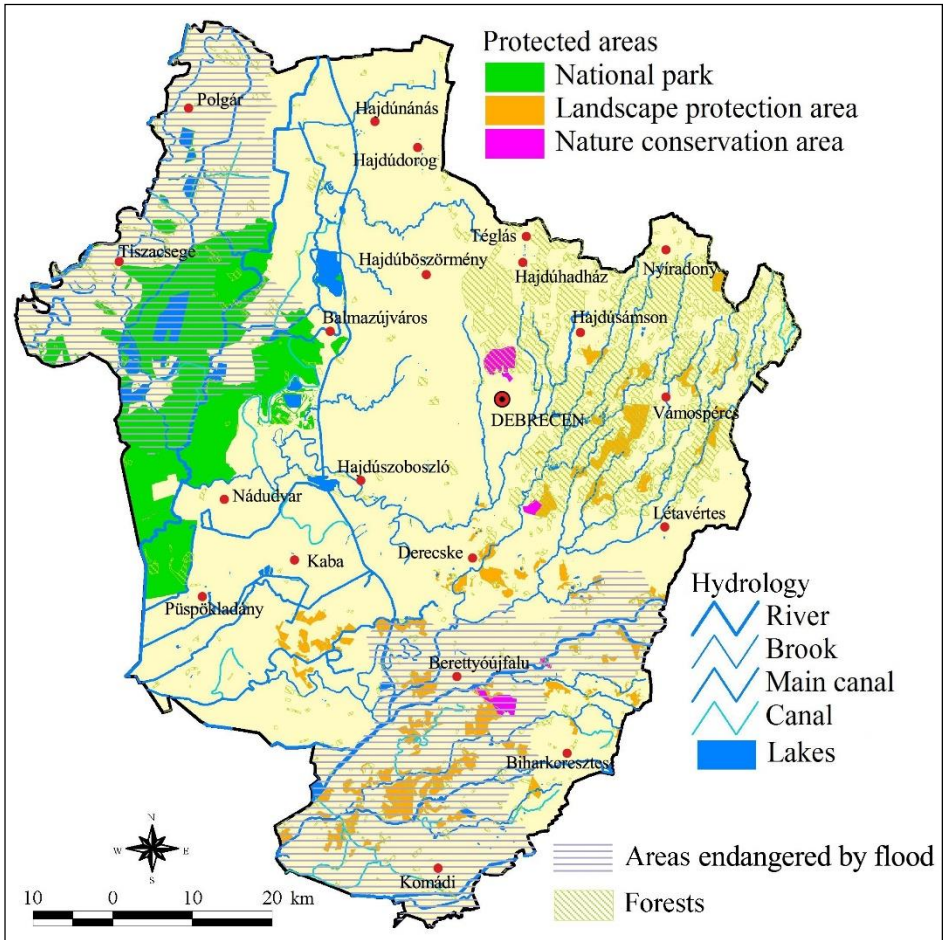 Protected areas
National park
Landscape protection area
Nature conservation area
Polgár
Hajdúnánás
Hajdúdorog
Téglás
Tiszacsege
Hajdúböszörmény
Hajdúhadház
Nyíradony
Balmazújváros
Hajdúsámson
DEBRECEN
Vámospércs
Hajdúszoboszló
Nádudvar
Létavértes
Derecske
Kaba
Püspökladány
Hydrology
River
Brook
Main canal
Canal
Lakes
Berettyóújfalu
Biharkeresztes
Komádi
N
W E
S
Areas endangered by flood
Forests
10 0 10 20 km